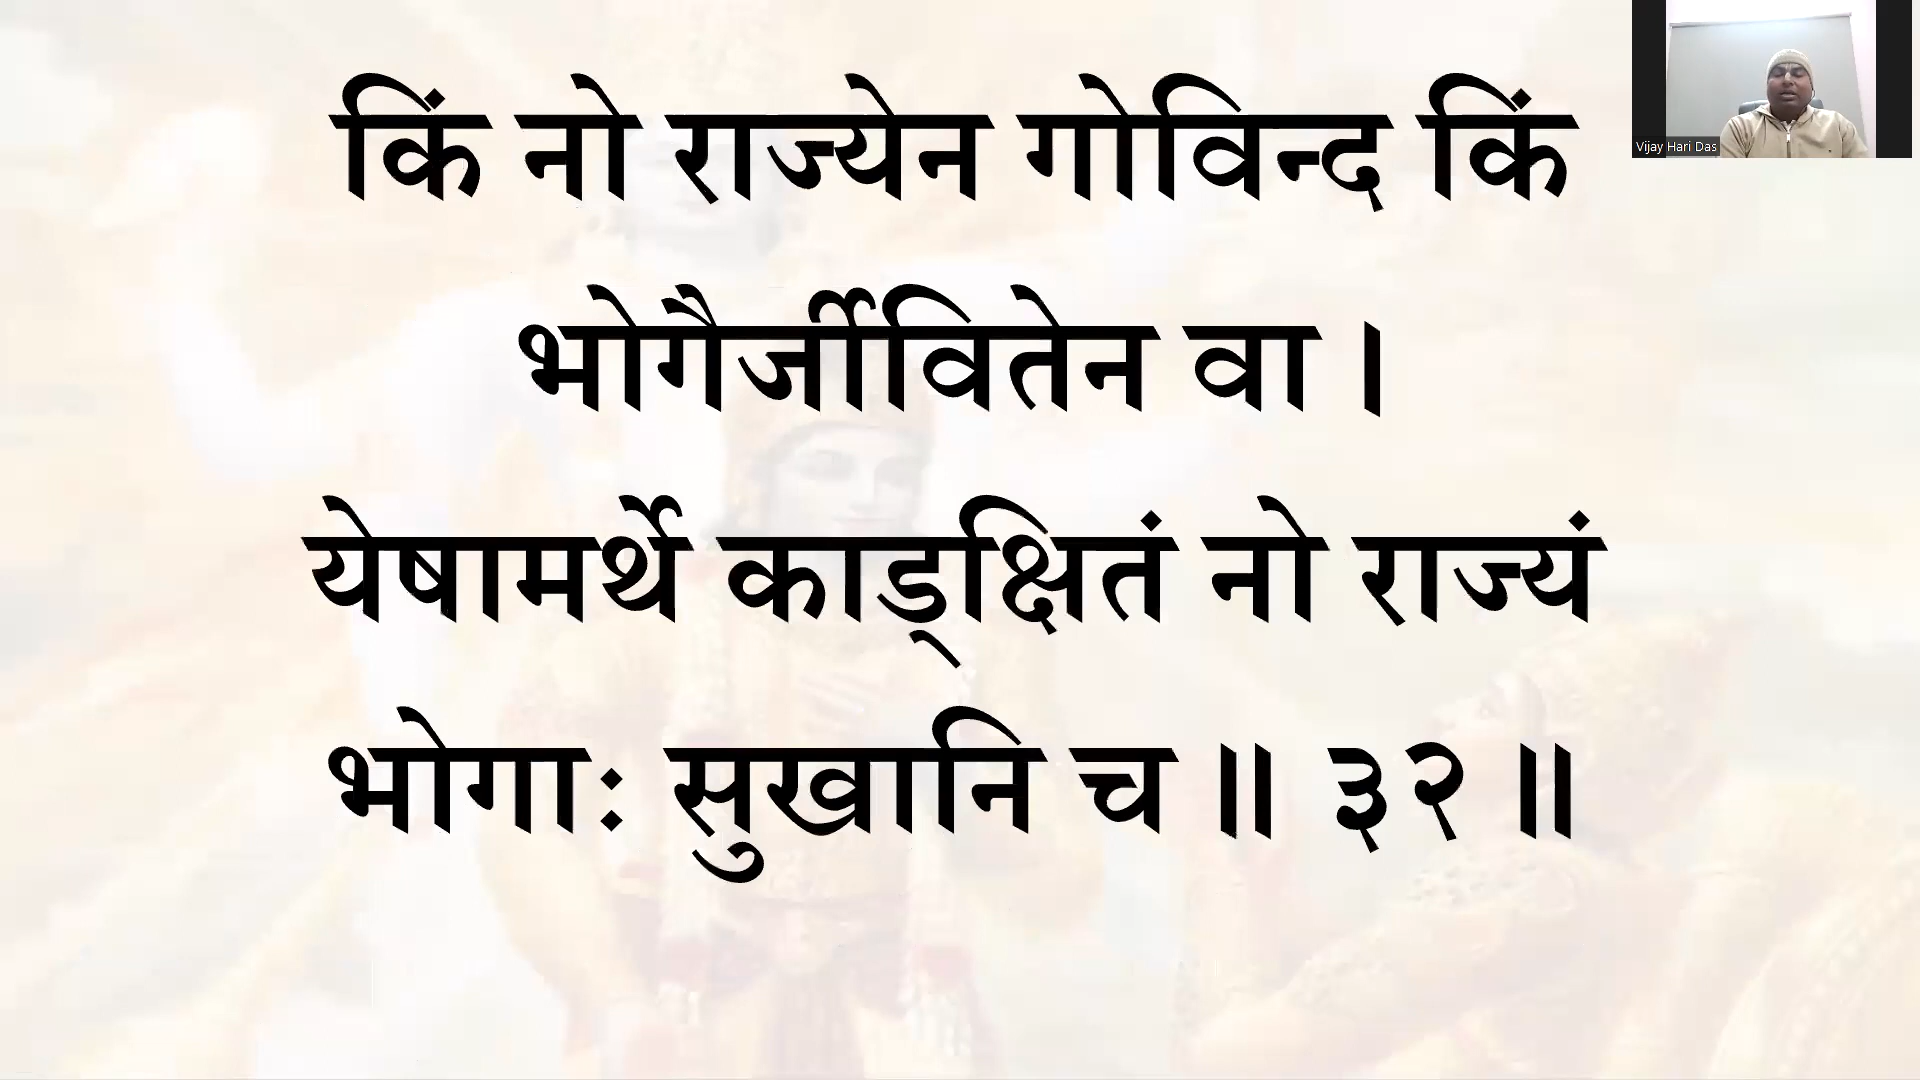 किं नो राज्येन गोविन्द किं
भोगैर्जीवितेन वा ।
येषामर्थे काड्क्षितं नो राज्यं
भोगाः सुखानि च ॥ ३२ ॥
Vijay Hari Das